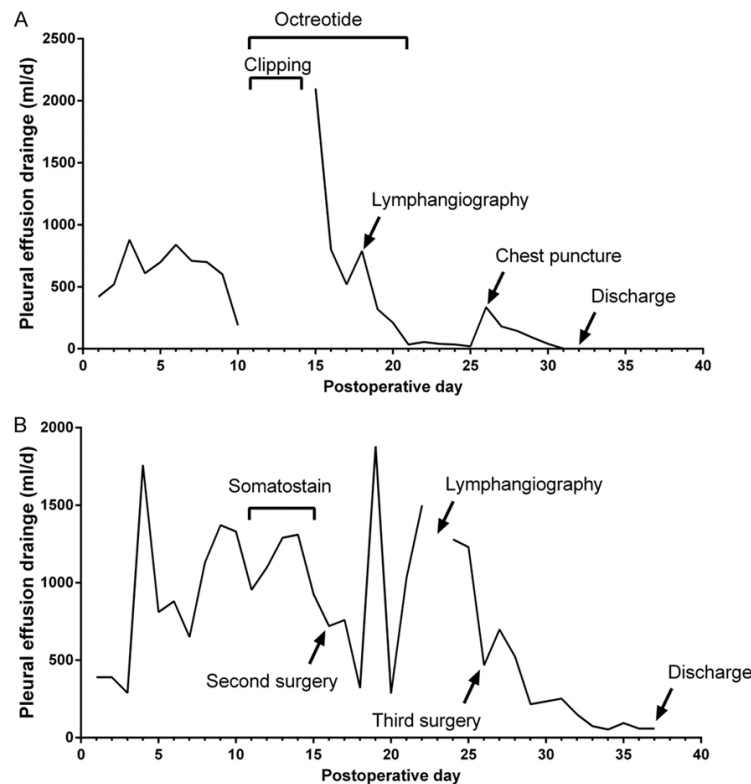 A
Octreotide
Clipping
Pleural effusion drainge (ml/d)
2500
2000
1500
1000
500
0
Lymphangiography
Chest puncture
Discharge
0 5 10 15 20 25 30 35 40
Postoperative day
B
Pleural effusion drainge (ml/d)
2000
1500
1000
500
0
Somatostain
Lymphangiography
Second surgery
Third surgery
Discharge
0 5 10 15 20 25 30 35 40
Postoperative day